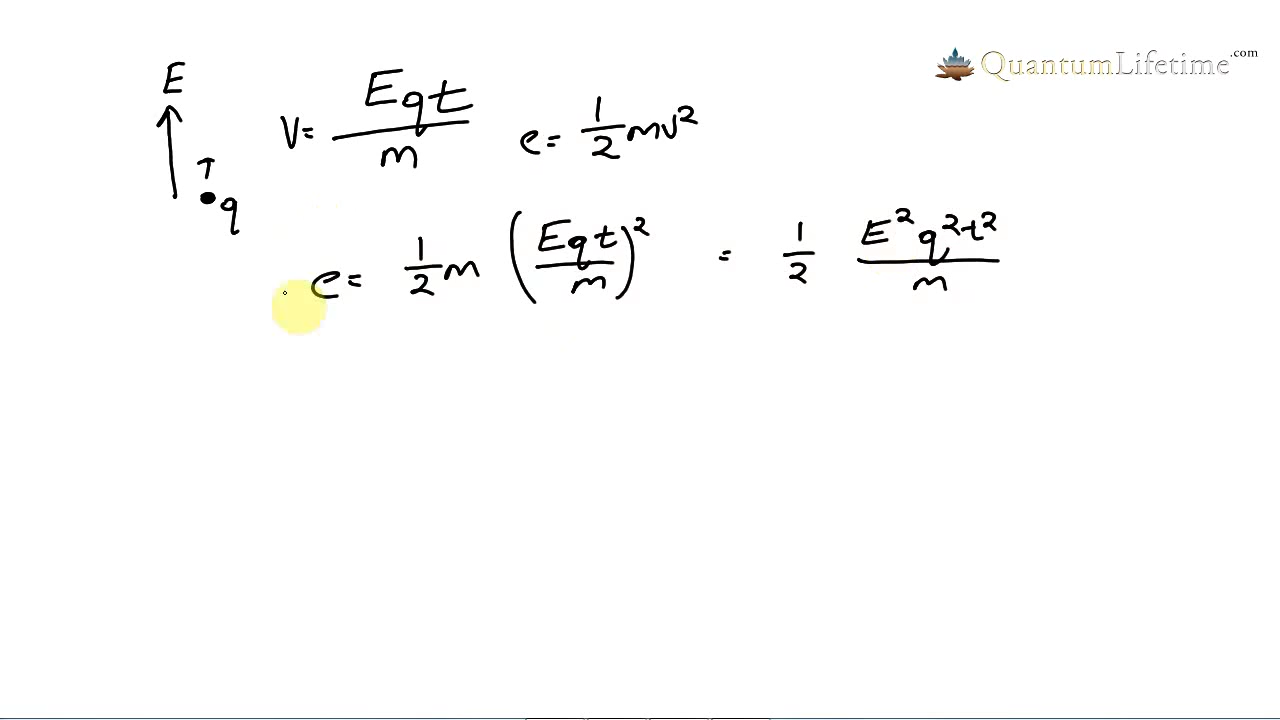 QuantumLifetime.com
E
v = Eqt/m    e = 1/2 mv²
q
e = 1/2 m (Eqt/m)² = 1/2 E²q²t²/m